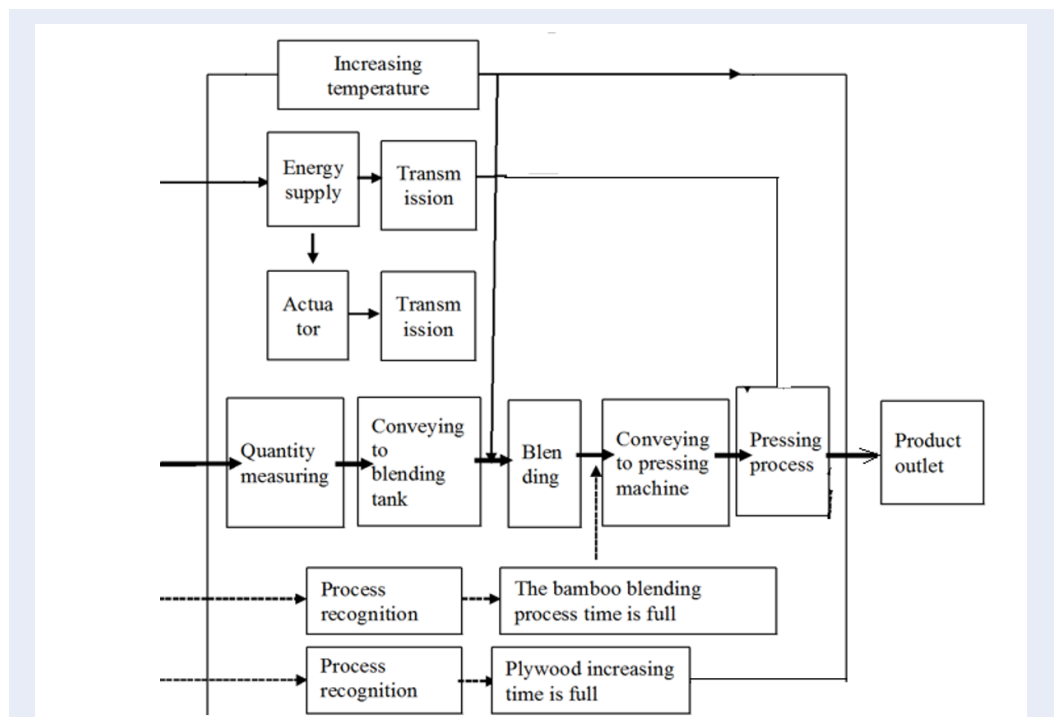 Increasing
temperature
Energy
supply
Transm
ission
Actua
tor
Transm
ission
Quantity
measuring
Conveying
to
blending
tank
Blen
ding
Conveying
to pressing
machine
Pressing
process
Product
outlet
Process
recognition
The bamboo blending
process time is full
Process
recognition
Plywood increasing
time is full